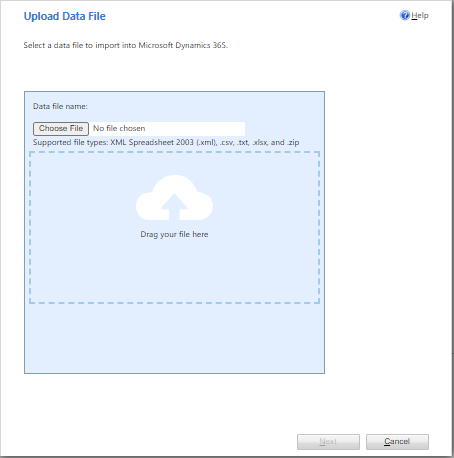 Upload Data File
Help
Select a data file to import into Microsoft Dynamics 365.
Data file name:
Choose File No file chosen
Supported file types: XML Spreadsheet 2003 (.xml), .csv, .txt, .xlsx, and .zip
Drag your file here
Next Cancel